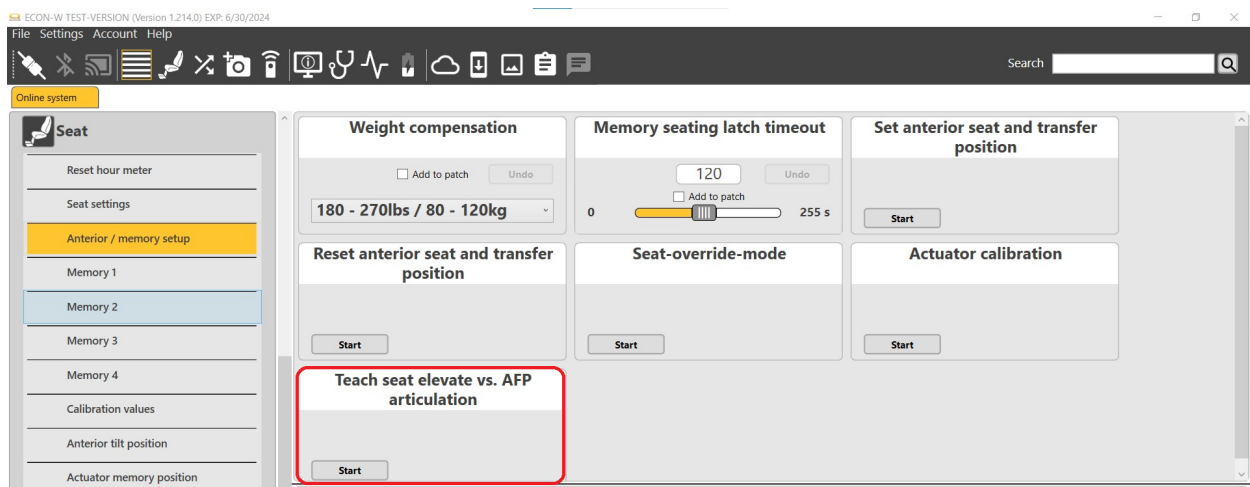 ECON-W TEST-VERSION (Version 1.214.0) EXP: 6/30/2024
File Settings Account Help
Search
Online system
Seat
Reset hour meter
Seat settings
Anterior / memory setup
Memory 1
Memory 2
Memory 3
Memory 4
Calibration values
Anterior tilt position
Actuator memory position
Weight compensation
Add to patch Undo
180 - 270lbs / 80 - 120kg
Memory seating latch timeout
120 Undo
Add to patch
0 255 s
Set anterior seat and transfer
position
Start
Reset anterior seat and transfer
position
Start
Seat-override-mode
Start
Actuator calibration
Start
Teach seat elevate vs. AFP
articulation
Start